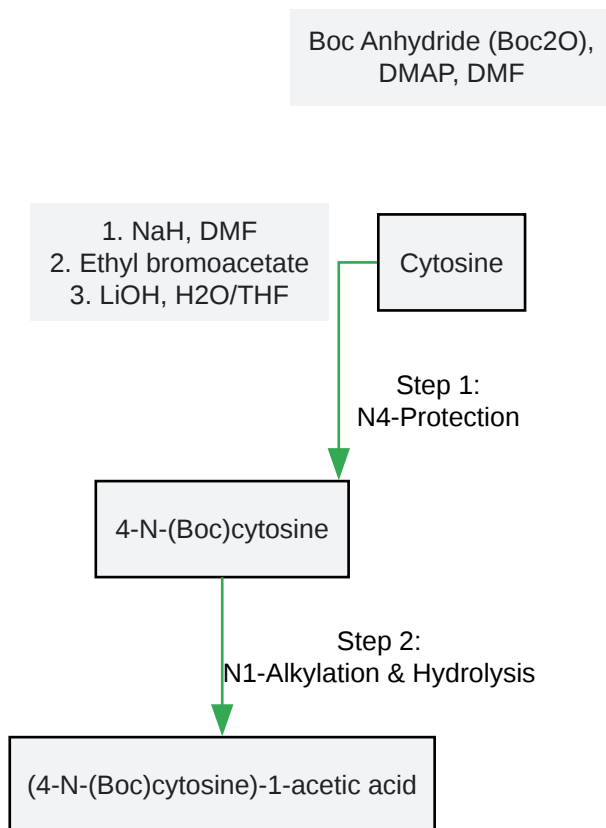 Boc Anhydride (Boc2O),
DMAP, DMF
1. NaH, DMF
2. Ethyl bromoacetate
3. LiOH, H2O/THF
Cytosine
Step 1:
N4-Protection
4-N-(Boc)cytosine
Step 2:
N1-Alkylation & Hydrolysis
(4-N-(Boc)cytosine)-1-acetic acid